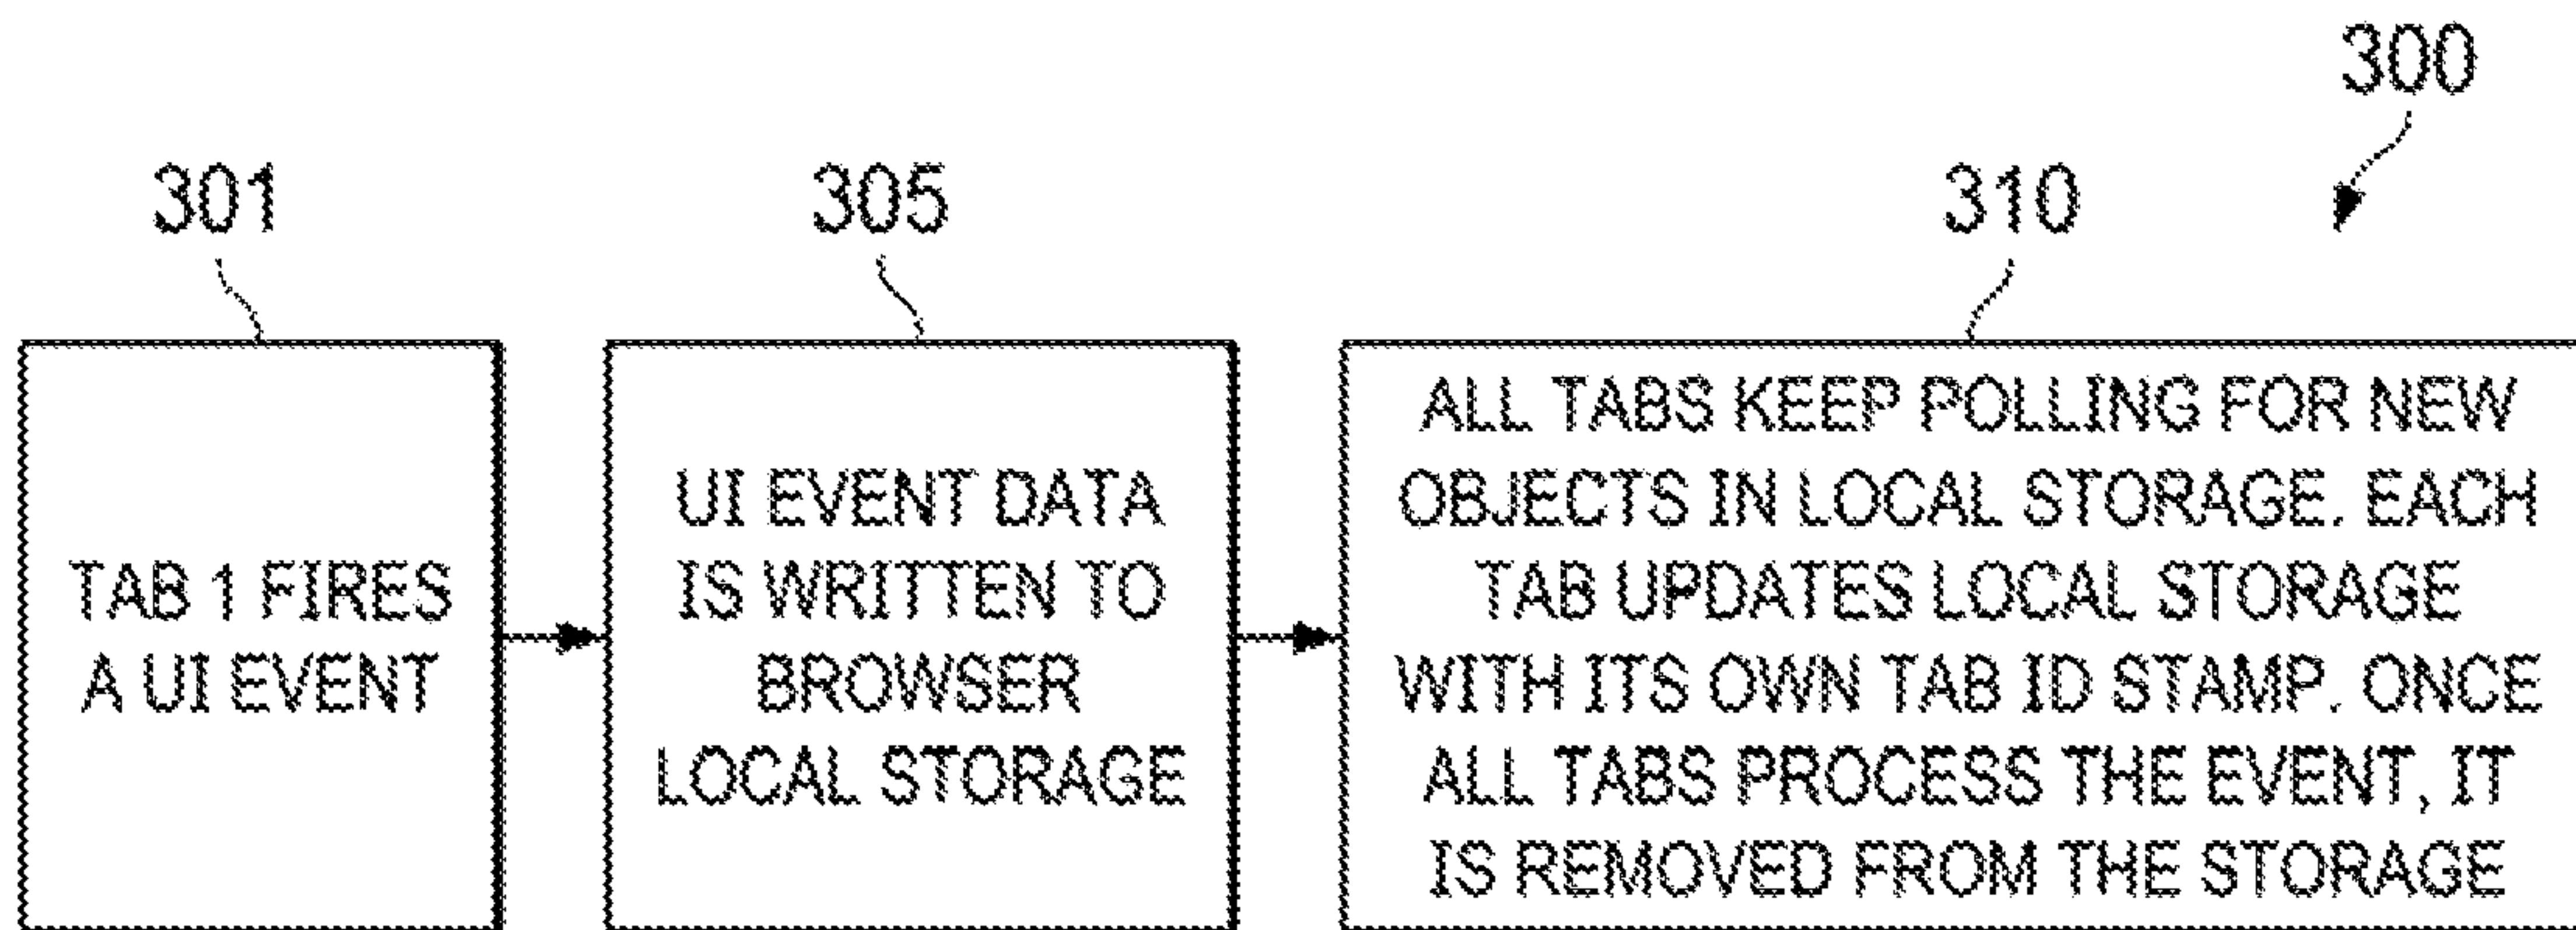 300
301
305
310
TAB 1 FIRES
A UI EVENT
UI EVENT DATA
IS WRITTEN TO
BROWSER
LOCAL STORAGE
ALL TABS KEEP POLLING FOR NEW
OBJECTS IN LOCAL STORAGE. EACH
TAB UPDATES LOCAL STORAGE
WITH ITS OWN TAB ID STAMP. ONCE
ALL TABS PROCESS THE EVENT, IT
IS REMOVED FROM THE STORAGE